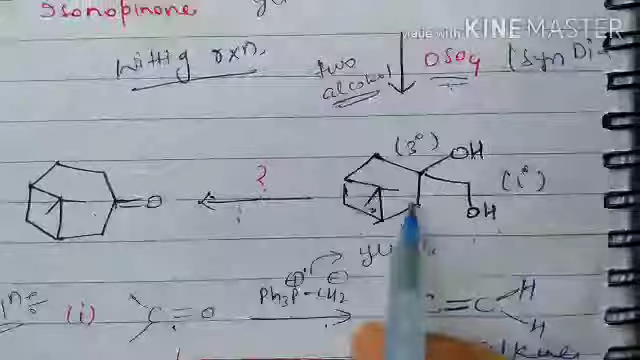 Isonopinone
made with KINEMASTER
Wittig rxn.
two
alcohol
OSO4
(Syn Di
(3°)
OH
(1°)
OH
?
O
(i)
O
⊕
⊖
Ph3P-CH2
C=C
H
H